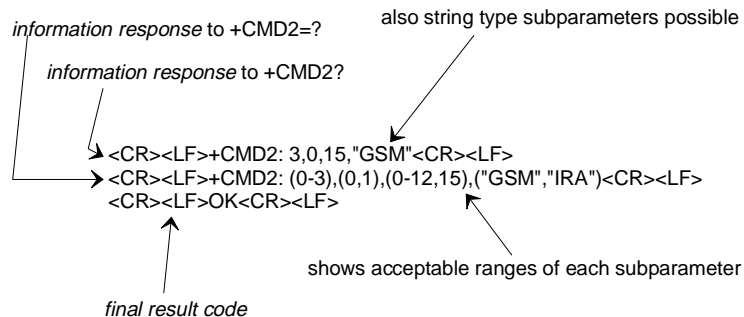 also string type subparameters possible
information response to +CMD2=?
information response to +CMD2?
<CR><LF>+CMD2: 3,0,15,"GSM"<CR><LF>
<CR><LF>+CMD2: (0-3),(0,1),(0-12,15),("GSM","IRA")<CR><LF>
<CR><LF>OK<CR><LF>
shows acceptable ranges of each subparameter
final result code